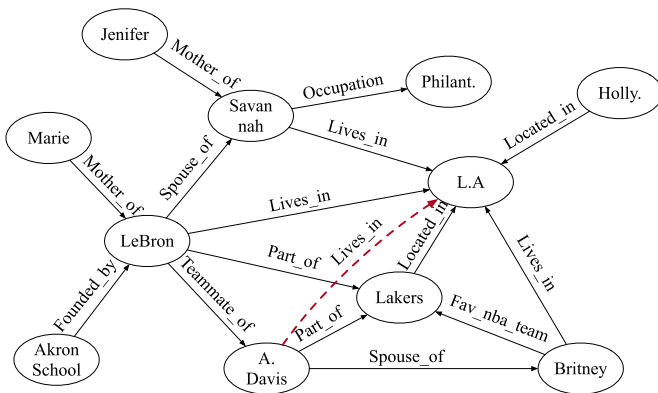 Jenifer
Mother_of
Occupation
Philant.
Holly.
Savan
nah
Located_in
Marie
Lives_in
Mother_of
Spouse_of
L.A
Lives_in
LeBron
Lives_in
Located_in
Lives_in
Part_of
Founded_by
Teammate_of
Lakers
Fav_nba_team
Part_of
Akron
School
A.
Davis
Spouse_of
Britney